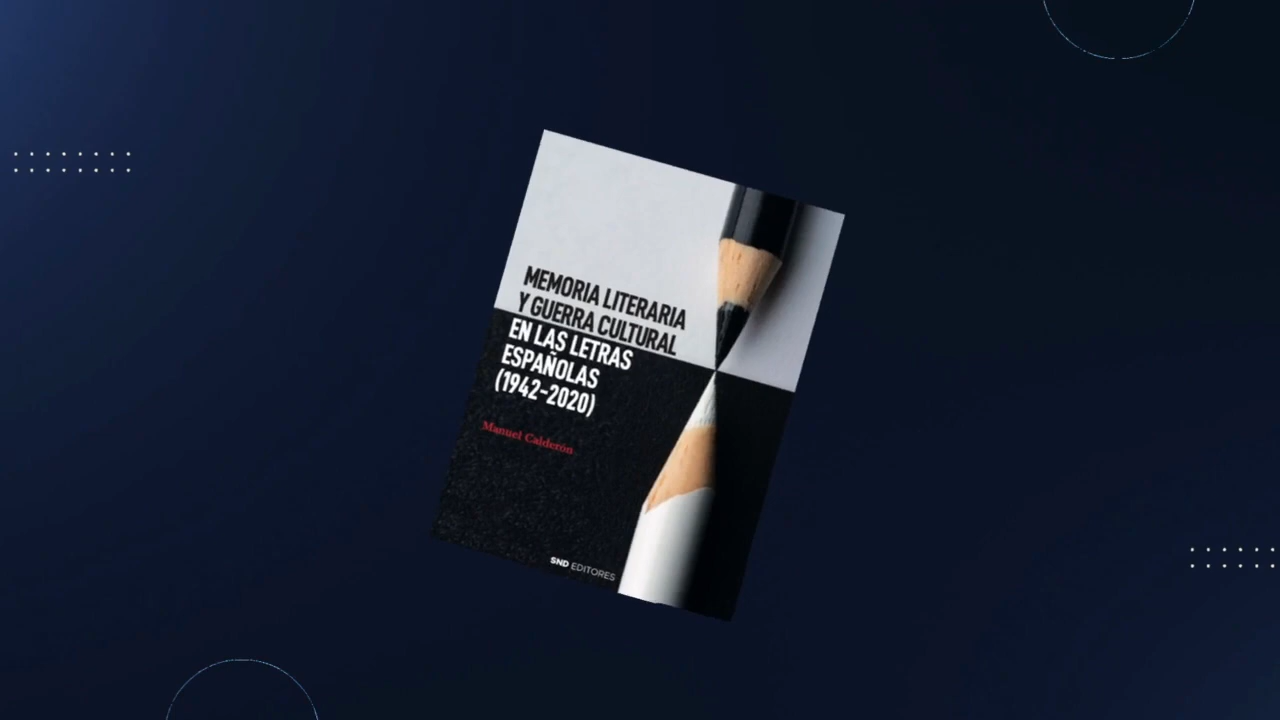 MEMORIA LITERARIA
Y GUERRA CULTURAL
EN LAS LETRAS
ESPAÑOLAS
(1942-2020)
Manuel Calderón
SND EDITORES